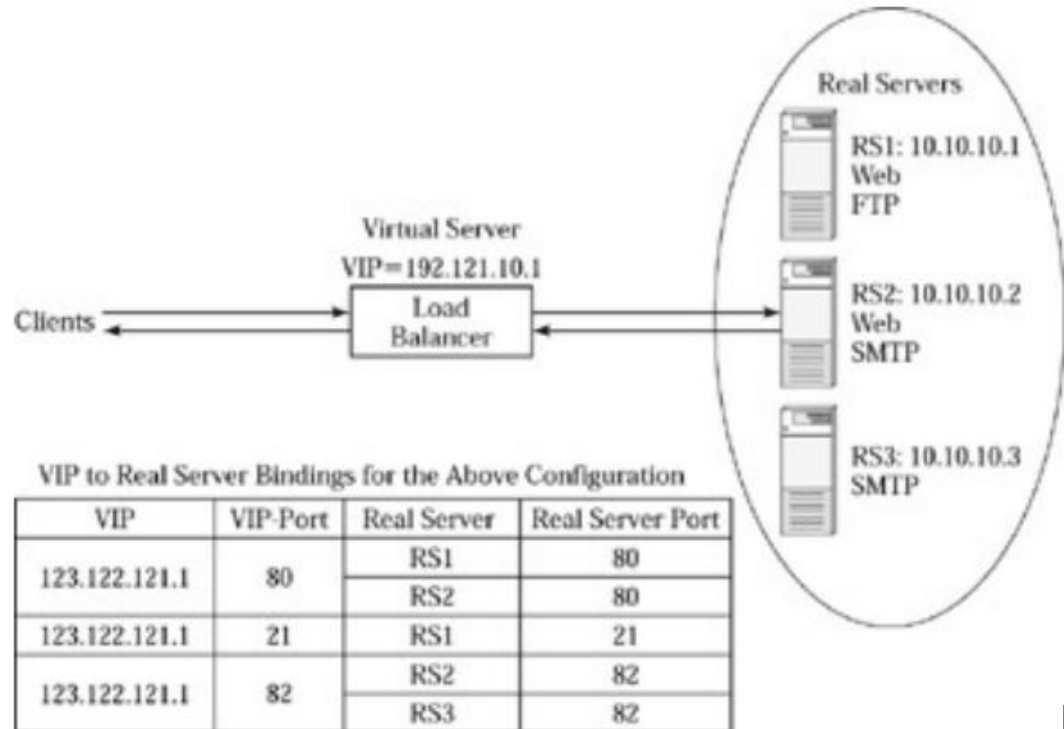 Real Servers
RS1: 10.10.10.1
Web
FTP
Virtual Server
VIP=192.121.10.1
Load
Balancer
Clients
RS2: 10.10.10.2
Web
SMTP
RS3: 10.10.10.3
SMTP
VIP to Real Server Bindings for the Above Configuration
VIP VIP-Port Real Server Real Server Port
123.122.121.1 80 RS1 80
RS2 80
123.122.121.1 21 RS1 21
123.122.121.1 82 RS2 82
RS3 82